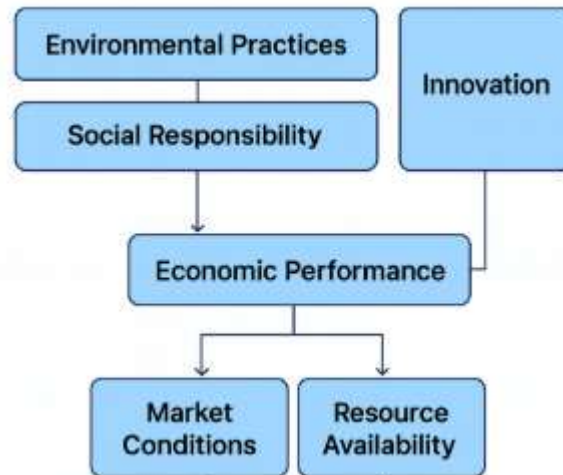 Environmental Practices
Innovation
Social Responsibility
Economic Performance
Market
Conditions
Resource
Availability